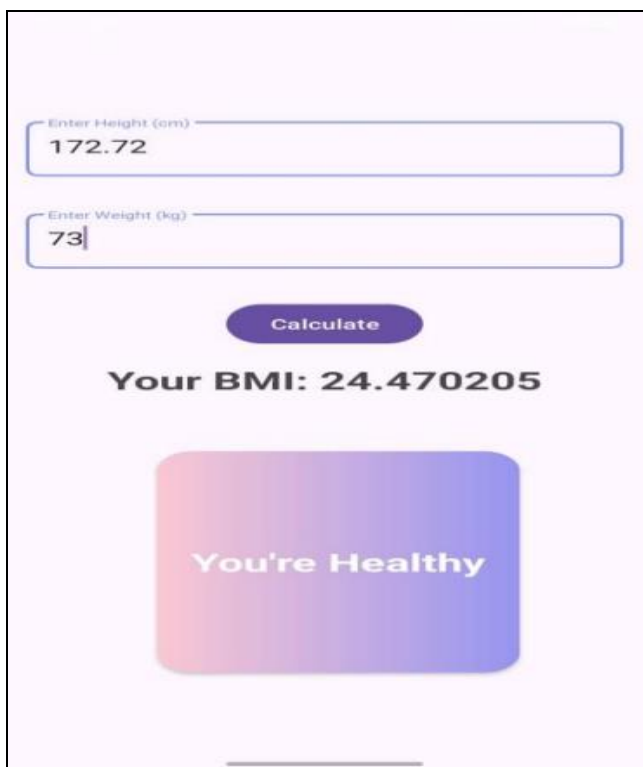 Enter Height (cm)
172.72
Enter Weight (kg)
73
Calculate
Your BMI: 24.470205
You're Healthy